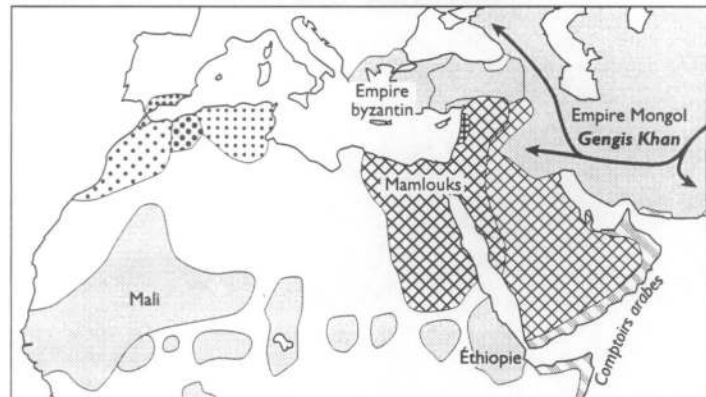 Empire
byzantin
Empire Mongol
Gengis Khan
Mamlouks
Mali
Éthiopie
Comptoirs arabes